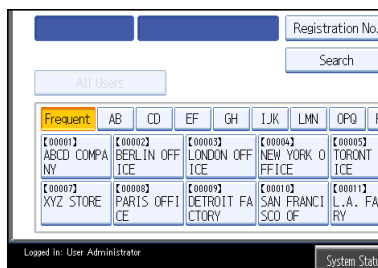 Registration No.
Search
All Users
Frequent AB CD EF GH IJK LMN OPQ
【00001】 【00002】 【00003】 【00004】 【00005】
ABCD COMPA BERLIN OFF LONDON OFF NEW YORK O TORONT
NY ICE ICE FFICE ICE
【00007】 【00008】 【00009】 【00010】 【00011】
XYZ STORE PARIS OFFI DETROIT FA SAN FRANCI L.A. FA
CE CTORY SCO OF RY
Logged in: User Administrator
System Statu